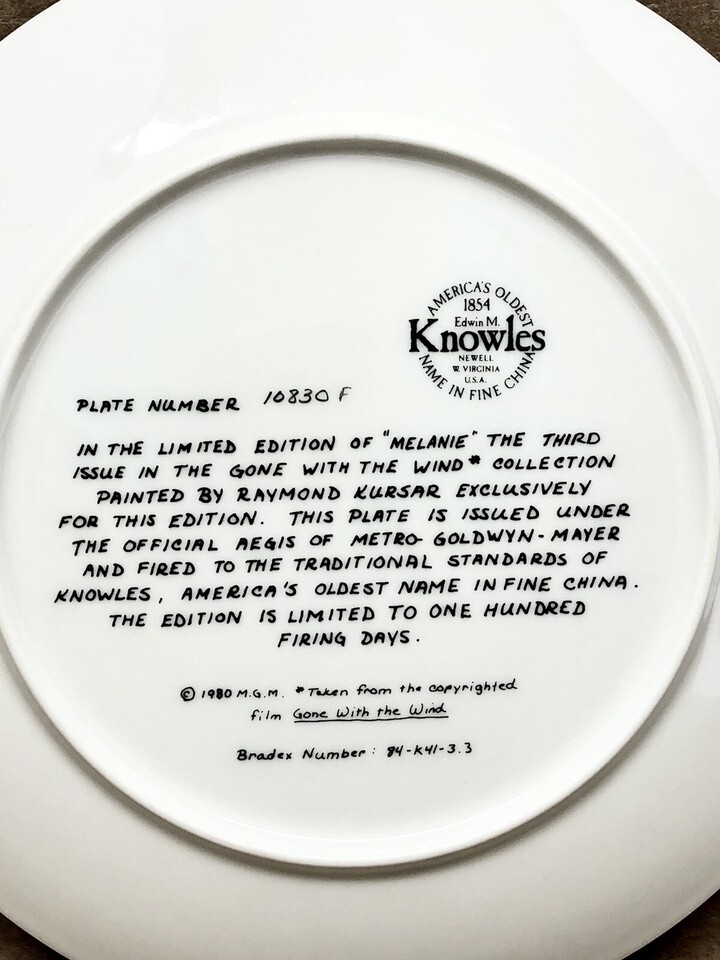 AMERICA'S OLDEST
1854
Edwin M.
Knowles
NEWELL
W. VIRGINIA
U.S.A.
NAME IN FINE CHINA
PLATE NUMBER 10830 F
IN THE LIMITED EDITION OF "MELANIE" THE THIRD
ISSUE IN THE GONE WITH THE WIND* COLLECTION
PAINTED BY RAYMOND KURSAR EXCLUSIVELY
FOR THIS EDITION. THIS PLATE IS ISSUED UNDER
THE OFFICIAL AEGIS OF METRO-GOLDWYN-MAYER
AND FIRED TO THE TRADITIONAL STANDARDS OF
KNOWLES, AMERICA'S OLDEST NAME IN FINE CHINA.
THE EDITION IS LIMITED TO ONE HUNDRED
FIRING DAYS.
© 1980 M.G.M. *Taken from the copyrighted
film Gone With the Wind
Bradex Number: 84-K41-3.3